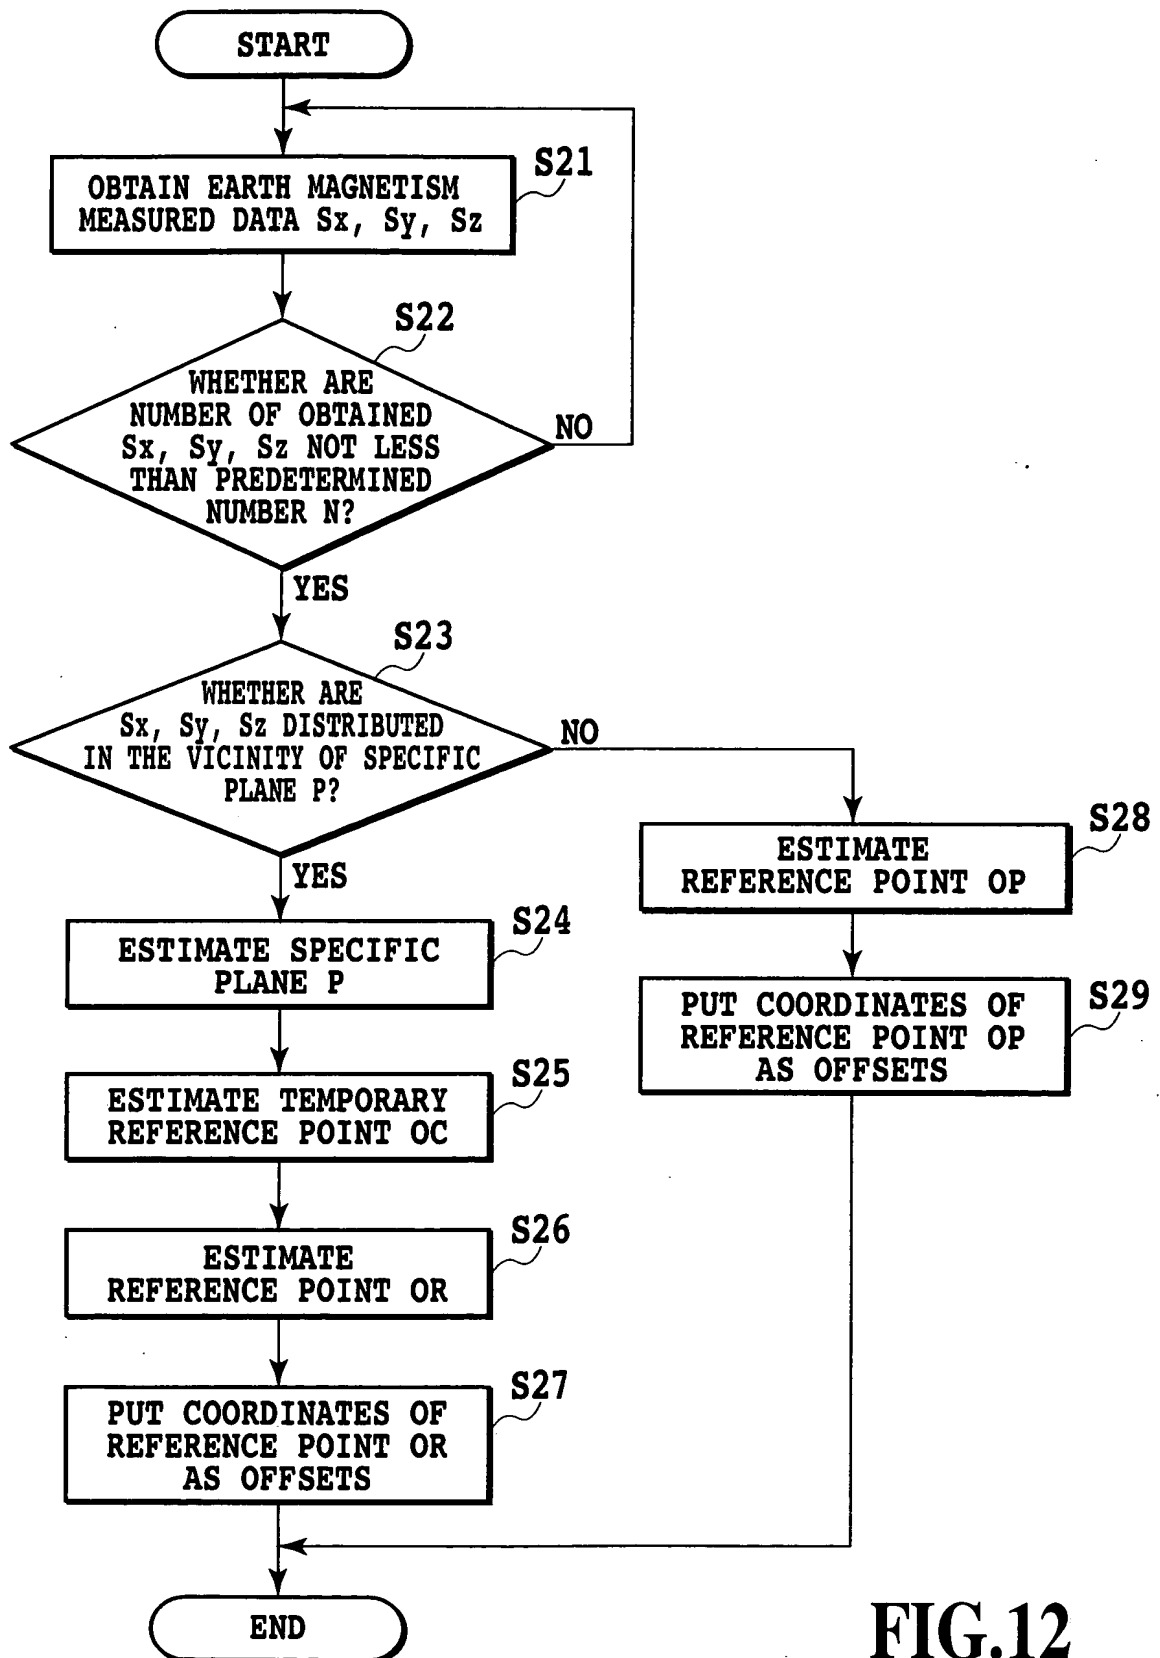 START
S21
OBTAIN EARTH MAGNETISM
MEASURED DATA Sx, Sy, Sz
S22
WHETHER ARE
NUMBER OF OBTAINED
Sx, Sy, Sz NOT LESS
THAN PREDETERMINED
NUMBER N?
NO
YES
S23
WHETHER ARE
Sx, Sy, Sz DISTRIBUTED
IN THE VICINITY OF SPECIFIC
PLANE P?
NO
YES
S24
ESTIMATE SPECIFIC
PLANE P
S25
ESTIMATE TEMPORARY
REFERENCE POINT OC
S26
ESTIMATE
REFERENCE POINT OR
S27
PUT COORDINATES OF
REFERENCE POINT OR
AS OFFSETS
S28
ESTIMATE
REFERENCE POINT OP
S29
PUT COORDINATES OF
REFERENCE POINT OP
AS OFFSETS
END
FIG.12